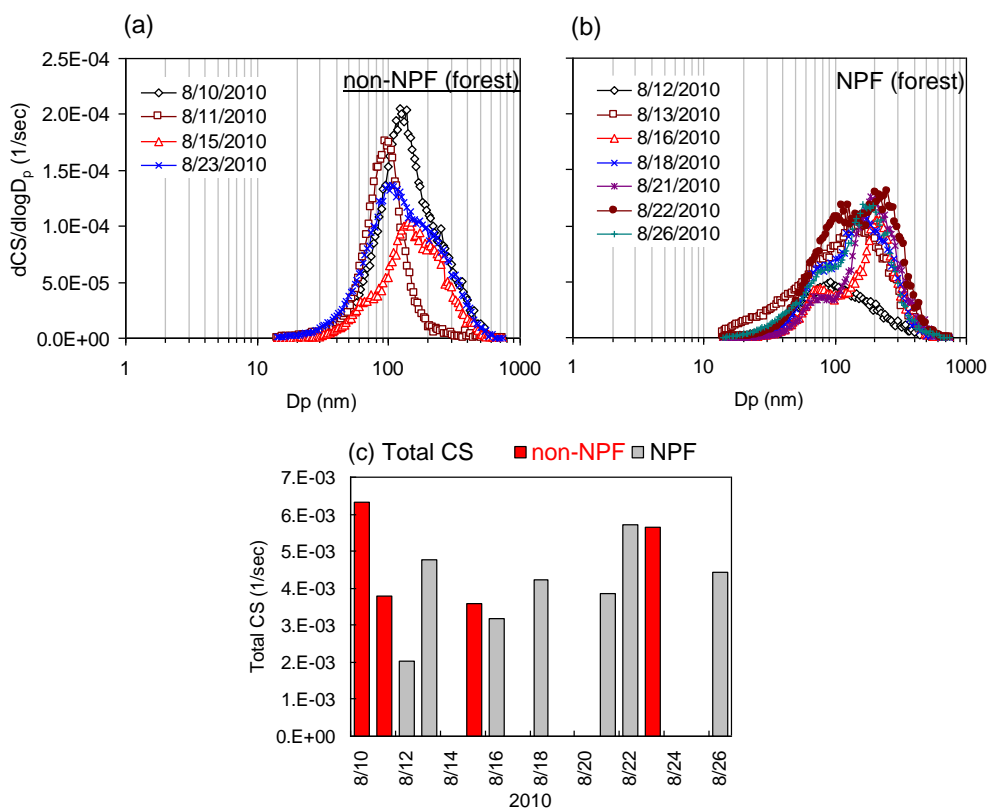 (a)
(b)
2.5E-04
2.0E-04
1.5E-04
1.0E-04
5.0E-05
0.0E+00
dCS/dlogDp (1/sec)
non-NPF (forest)
8/10/2010
8/11/2010
8/15/2010
8/23/2010
1 10 100 1000
Dp (nm)
NPF (forest)
8/12/2010
8/13/2010
8/16/2010
8/18/2010
8/21/2010
8/22/2010
8/26/2010
1 10 100 1000
Dp (nm)
(c) Total CS non-NPF NPF
7.E-03
6.E-03
5.E-03
4.E-03
3.E-03
2.E-03
1.E-03
0.E+00
Total CS (1/sec)
8/10 8/12 8/14 8/16 8/18 8/20 8/22 8/24 8/26
2010